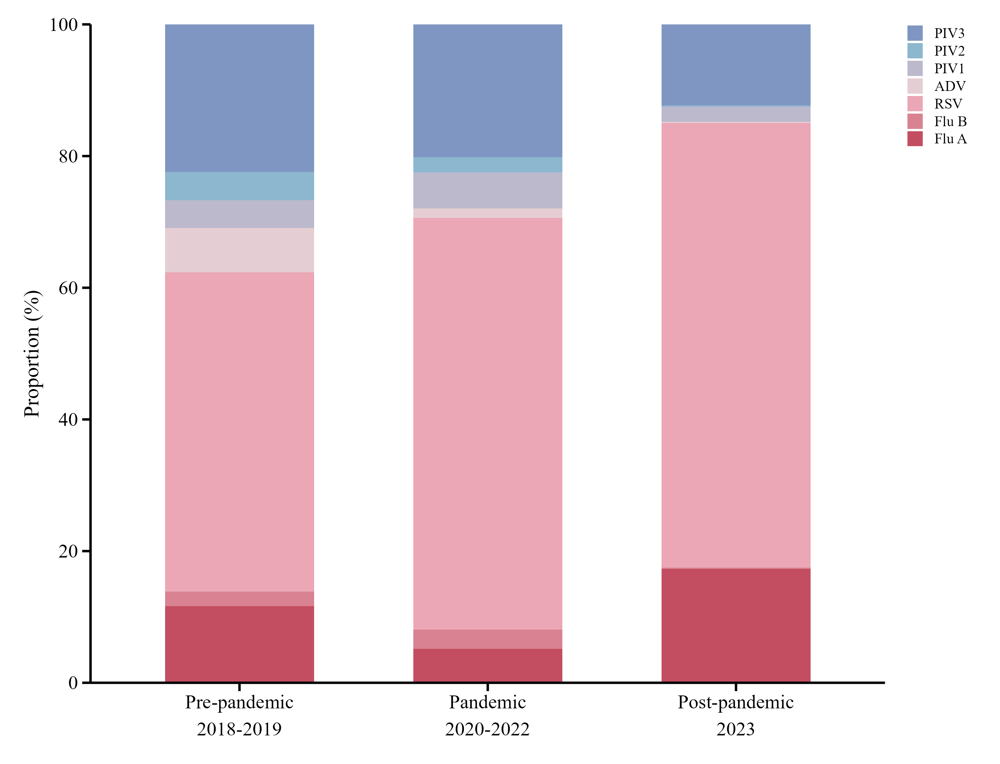 Proportion (%)
100
80
60
40
20
0
Pre-pandemic
2018-2019
Pandemic
2020-2022
Post-pandemic
2023
PIV3
PIV2
PIV1
ADV
RSV
Flu B
Flu A